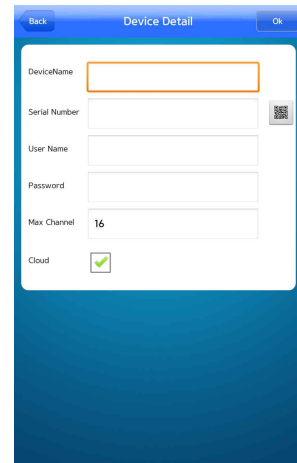 Back Device Detail Ok
DeviceName
Serial Number
User Name
Password
Max Channel 16
Cloud